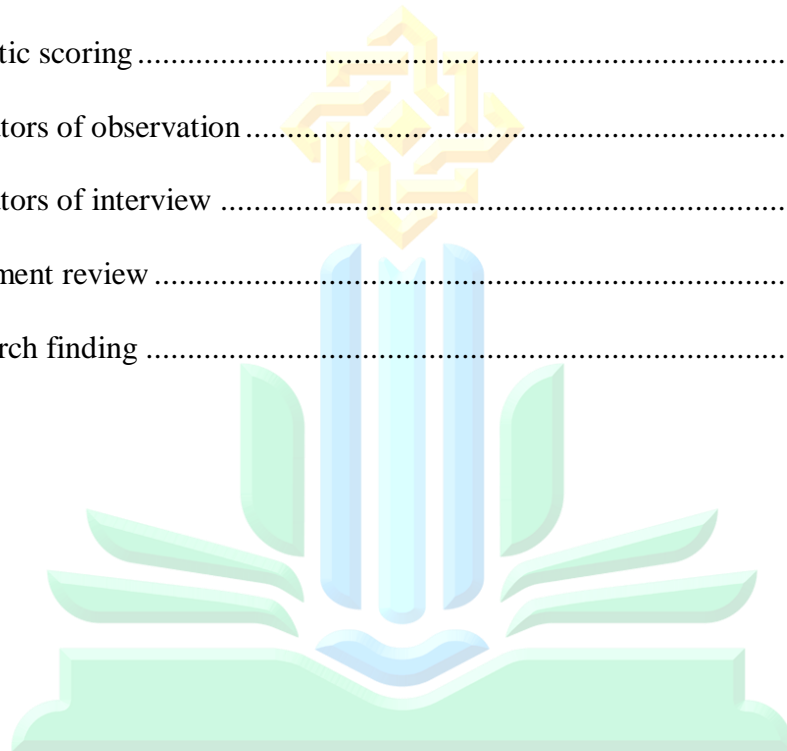 tic scoring ................................................................................
tors of observation ...................................................................
tors of interview ......................................................................
ment review ..............................................................................
rch finding ................................................................................